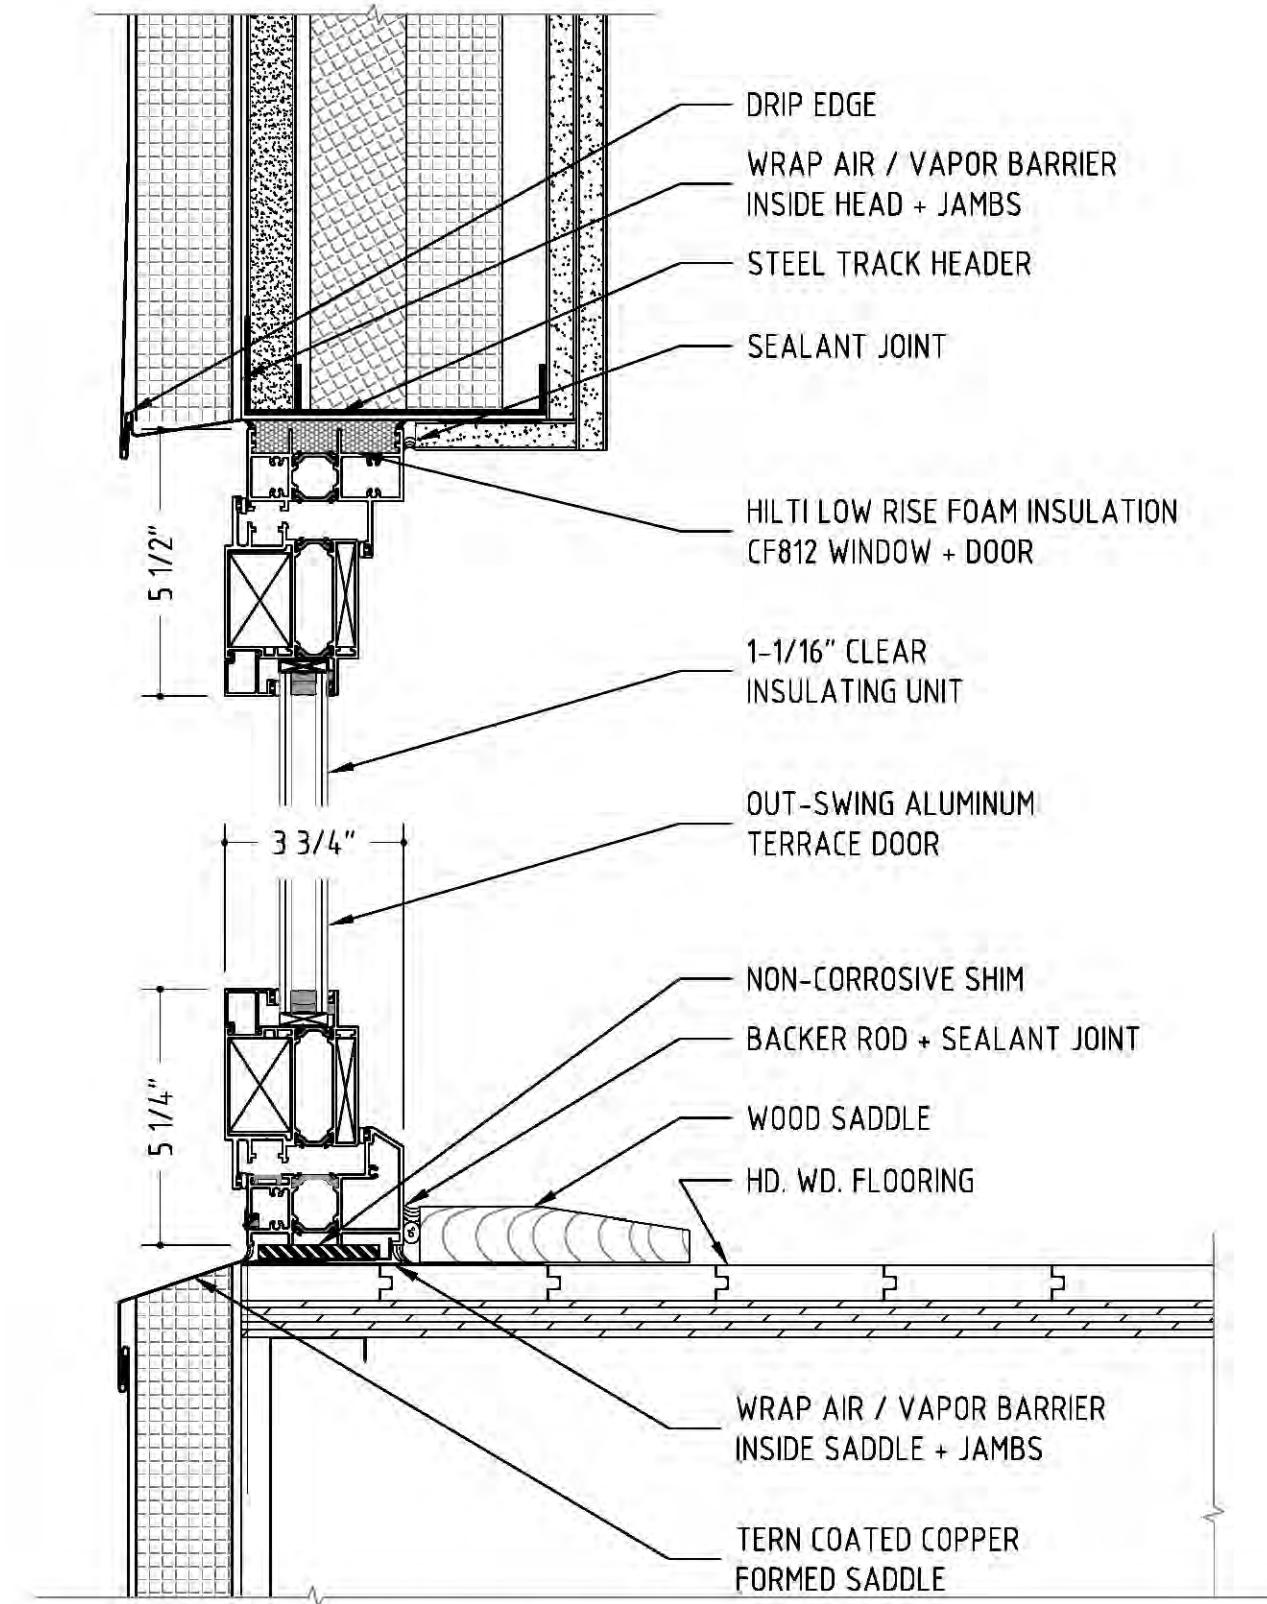 DRIP EDGE
WRAP AIR / VAPOR BARRIER
INSIDE HEAD + JAMBS
STEEL TRACK HEADER
SEALANT JOINT
HILTI LOW RISE FOAM INSULATION
CF812 WINDOW + DOOR
5 1/2"
1-1/16" CLEAR
INSULATING UNIT
OUT-SWING ALUMINUM
TERRACE DOOR
3 3/4"
NON-CORROSIVE SHIM
BACKER ROD + SEALANT JOINT
5 1/4"
WOOD SADDLE
HD. WD. FLOORING
WRAP AIR / VAPOR BARRIER
INSIDE SADDLE + JAMBS
TERN COATED COPPER
FORMED SADDLE